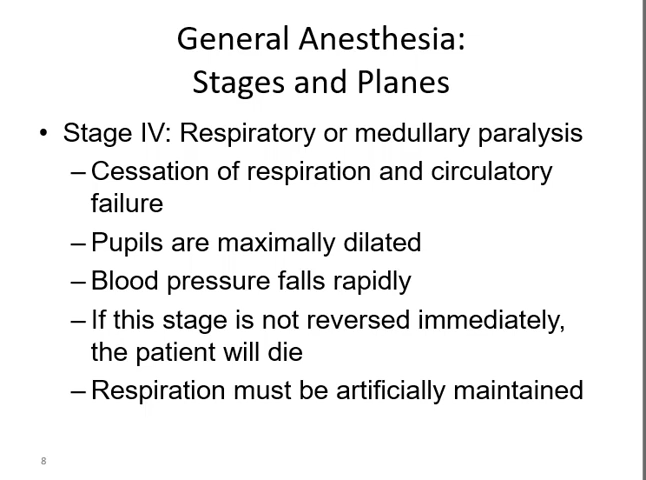 General Anesthesia:
Stages and Planes
• Stage IV: Respiratory or medullary paralysis
– Cessation of respiration and circulatory
failure
– Pupils are maximally dilated
– Blood pressure falls rapidly
– If this stage is not reversed immediately,
the patient will die
– Respiration must be artificially maintained
8